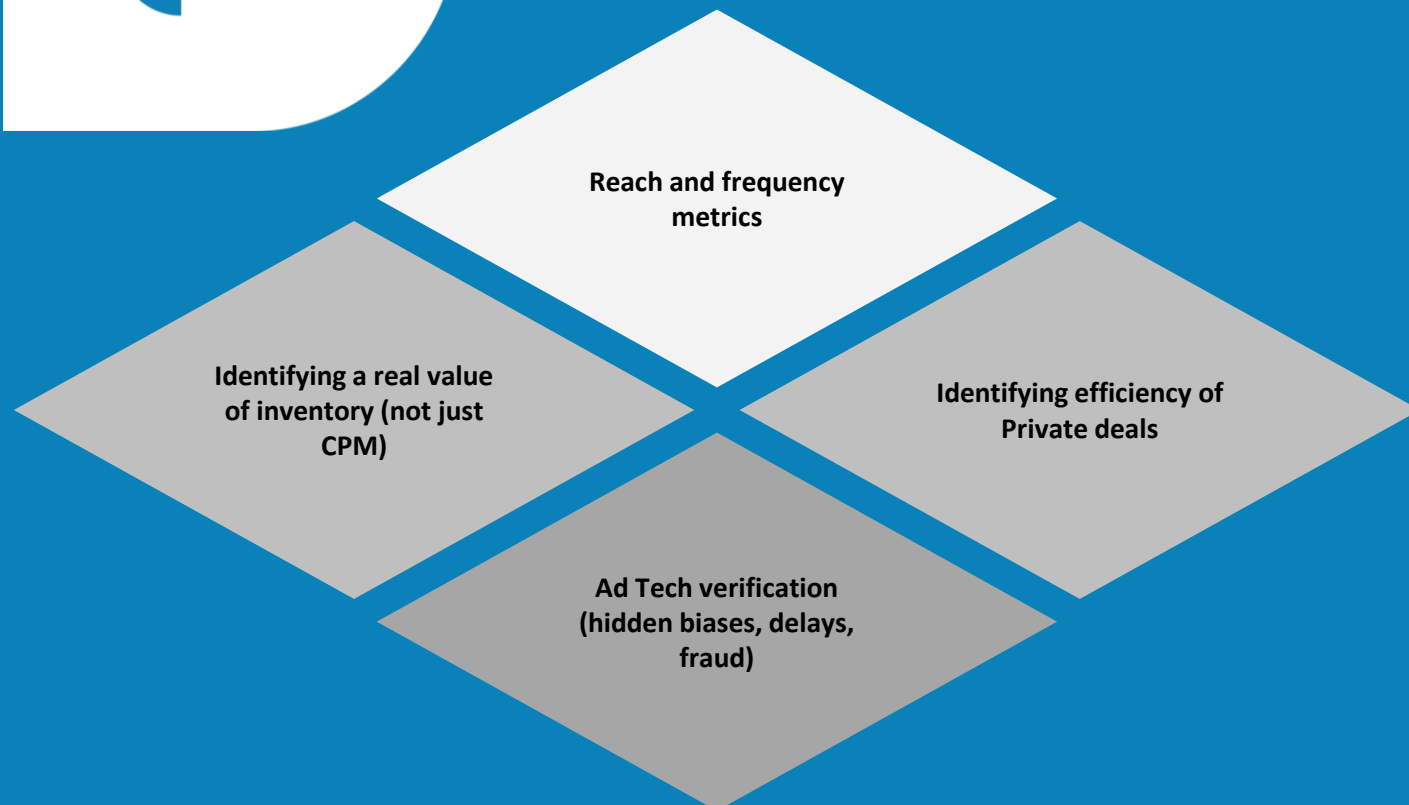 Reach and frequency
metrics
Identifying a real value
of inventory (not just
CPM)
Identifying efficiency of
Private deals
Ad Tech verification
(hidden biases, delays,
fraud)